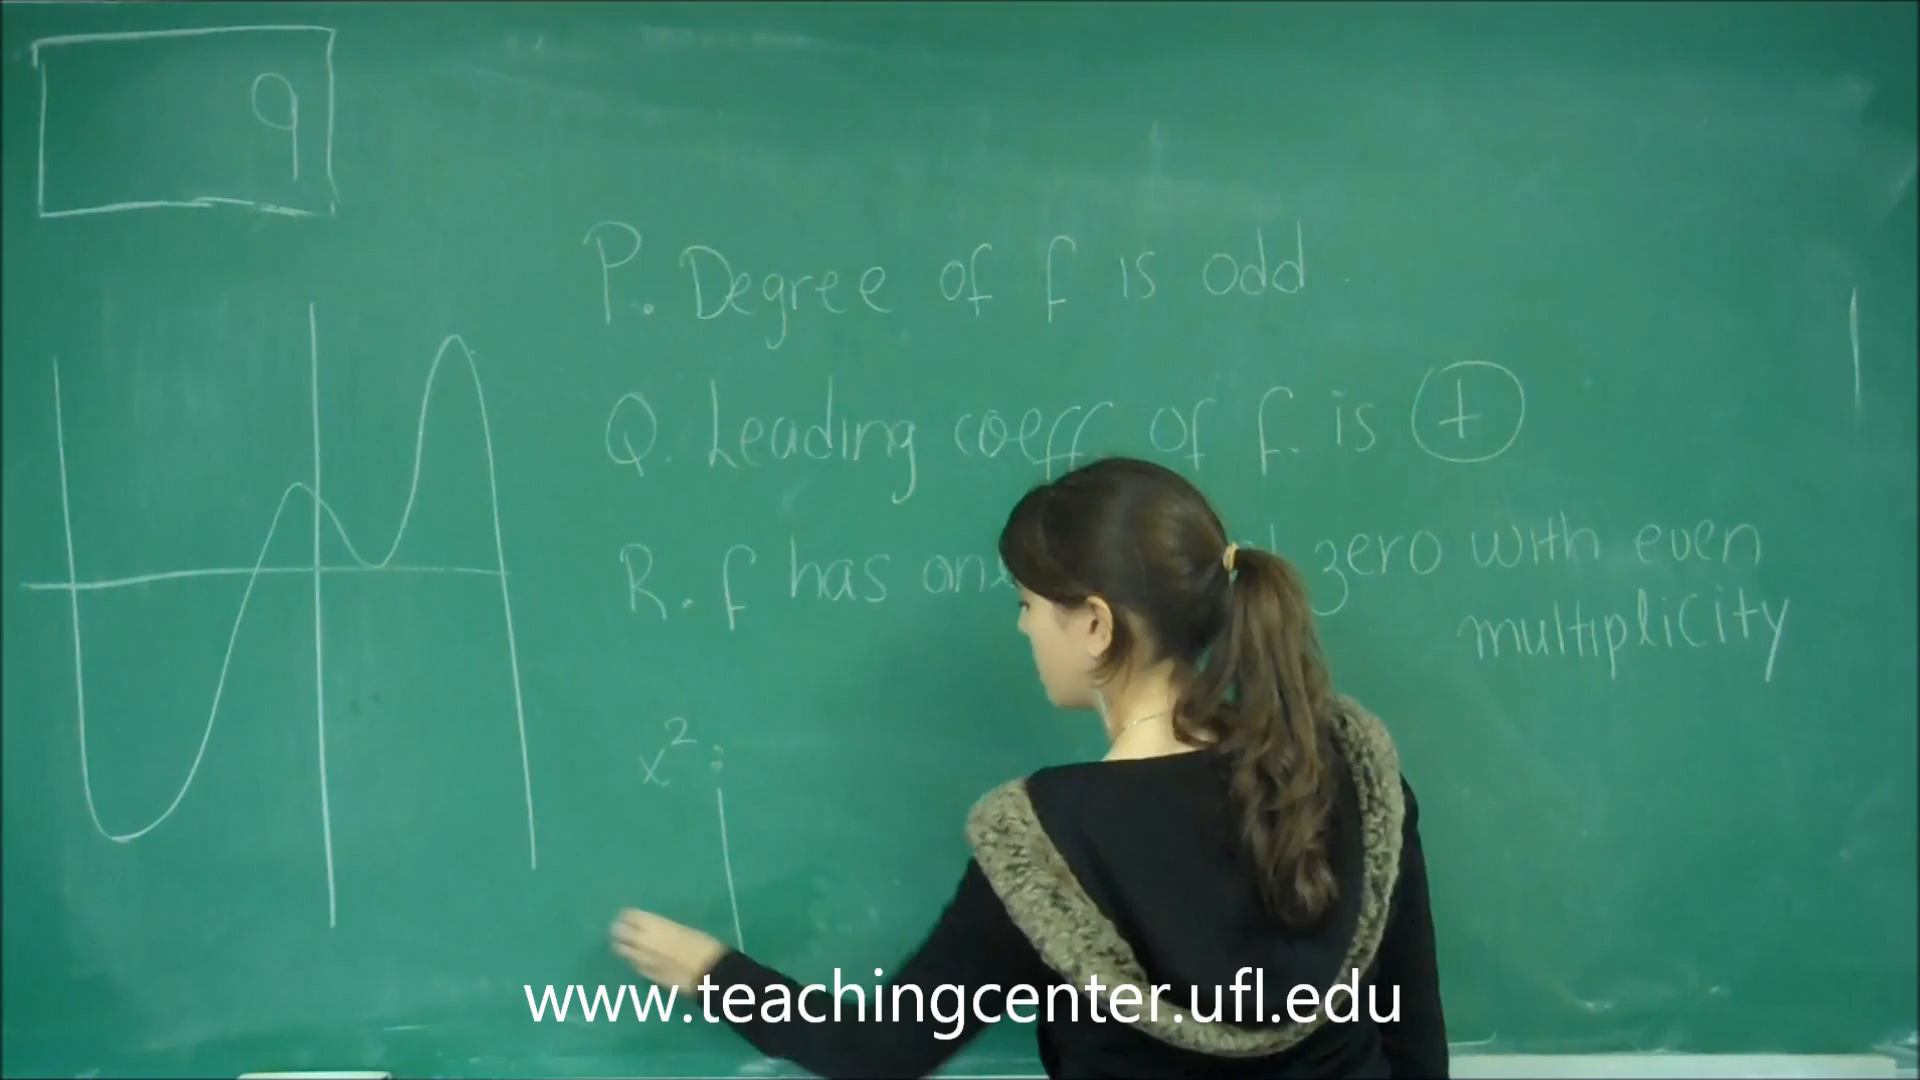 9
P. Degree of f is odd.
Q. Leading coeff of f. is +
R. f has one zero with even
multiplicity
x² :
www.teachingcenter.ufl.edu